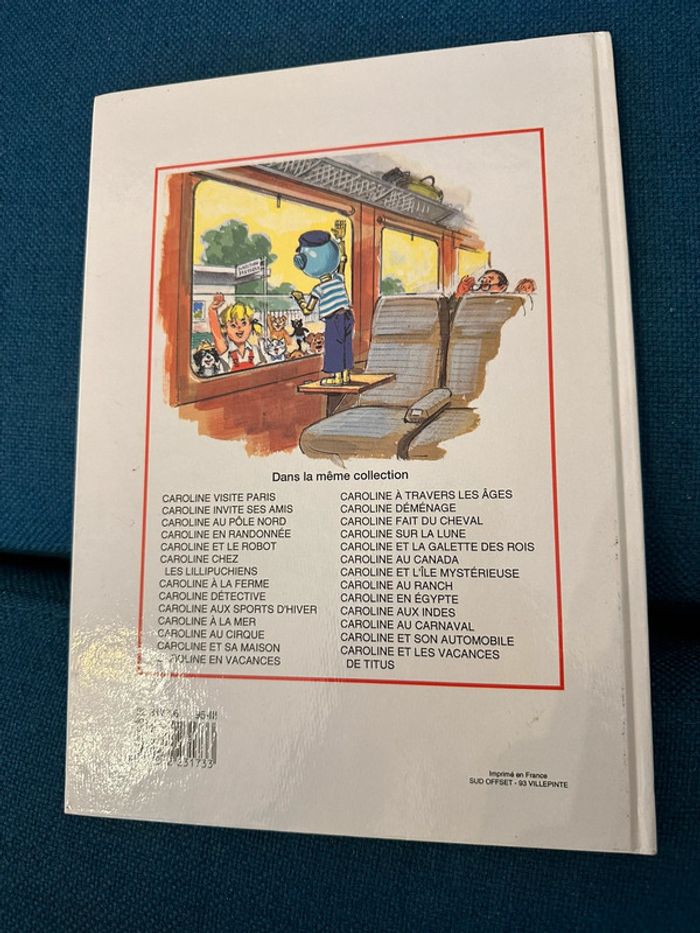 Dans la même collection
CAROLINE VISITE PARIS
CAROLINE INVITE SES AMIS
CAROLINE AU PÔLE NORD
CAROLINE EN RANDONNÉE
CAROLINE ET LE ROBOT
CAROLINE CHEZ
LES LILLIPUCHIENS
CAROLINE À LA FERME
CAROLINE DÉTECTIVE
CAROLINE AUX SPORTS D'HIVER
CAROLINE À LA MER
CAROLINE AU CIRQUE
CAROLINE ET SA MAISON
CAROLINE EN VACANCES
CAROLINE À TRAVERS LES ÂGES
CAROLINE DÉMÉNAGE
CAROLINE FAIT DU CHEVAL
CAROLINE SUR LA LUNE
CAROLINE ET LA GALETTE DES ROIS
CAROLINE AU CANADA
CAROLINE ET L'ÎLE MYSTÉRIEUSE
CAROLINE AU RANCH
CAROLINE EN ÉGYPTE
CAROLINE AUX INDES
CAROLINE AU CARNAVAL
CAROLINE ET SON AUTOMOBILE
CAROLINE ET LES VACANCES
DE TITUS
231733
Imprimé en France
SUD OFFSET - 93 VILLEPINTE